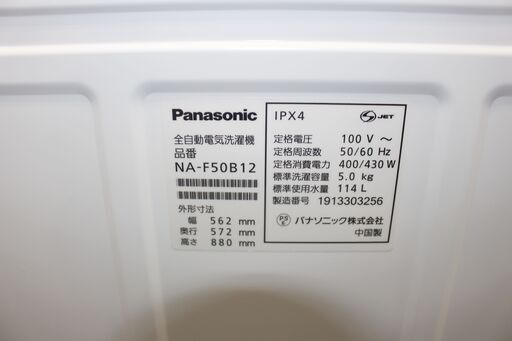 Panasonic
全自動電気洗濯機
品番
NA-F50B12
外形寸法
幅 562 mm
奥行 572 mm
高さ 880 mm
IPX4
S JET
定格電圧 100 V ～
定格周波数 50/60 Hz
定格消費電力 400/430 W
標準洗濯容量 5.0 kg
標準使用水量 114 L
製造番号 1913303256
PS E パナソニック株式会社
中国製